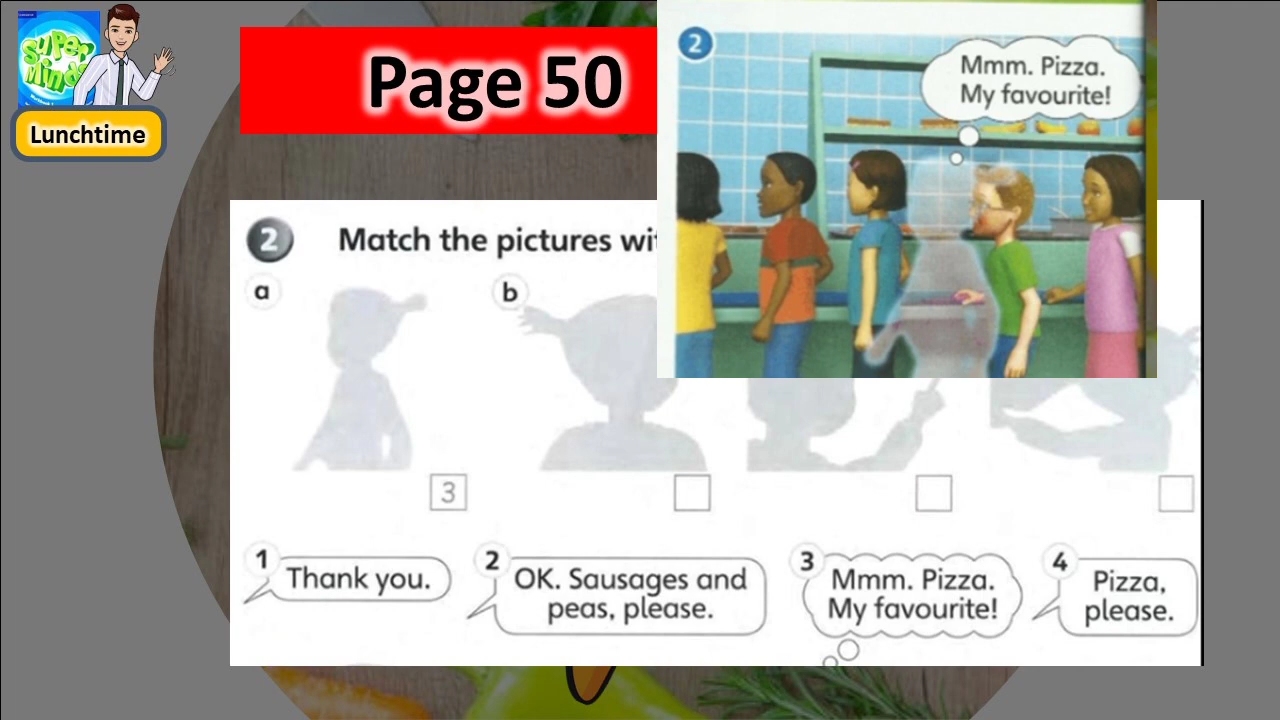 Super
Minds
Lunchtime
Page 50
2
Mmm. Pizza.
My favourite!
2 Match the pictures
a
b
3
1
Thank you.
2
OK. Sausages and
peas, please.
3
Mmm. Pizza.
My favourite!
4
Pizza,
please.